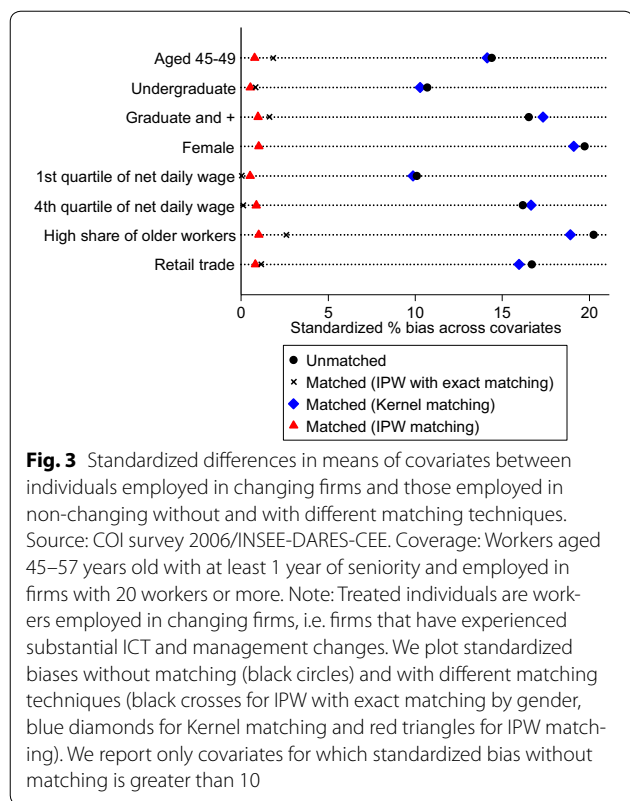 Aged 45-49
Undergraduate
Graduate and +
Female
1st quartile of net daily wage
4th quartile of net daily wage
High share of older workers
Retail trade
0 5 10 15 20
Standardized % bias across covariates
Unmatched
Matched (IPW with exact matching)
Matched (Kernel matching)
Matched (IPW matching)
Fig. 3 Standardized differences in means of covariates between
individuals employed in changing firms and those employed in
non-changing without and with different matching techniques.
Source: COI survey 2006/INSEE-DARES-CEE. Coverage: Workers aged
45–57 years old with at least 1 year of seniority and employed in
firms with 20 workers or more. Note: Treated individuals are work-
ers employed in changing firms, i.e. firms that have experienced
substantial ICT and management changes. We plot standardized
biases without matching (black circles) and with different matching
techniques (black crosses for IPW with exact matching by gender,
blue diamonds for Kernel matching and red triangles for IPW match-
ing). We report only covariates for which standardized bias without
matching is greater than 10